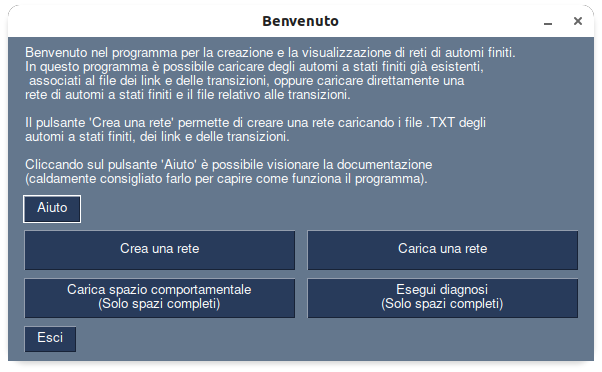 Benvenuto
Benvenuto nel programma per la creazione e la visualizzazione di reti di automi finiti.
In questo programma è possibile caricare degli automi a stati finiti già esistenti,
associati al file dei link e delle transizioni, oppure caricare direttamente una
rete di automi a stati finiti e il file relativo alle transizioni.
Il pulsante 'Crea una rete' permette di creare una rete caricando i file .TXT degli
automi a stati finiti, dei link e delle transizioni.
Cliccando sul pulsante 'Aiuto' è possibile visionare la documentazione
(caldamente consigliato farlo per capire come funziona il programma).
Aiuto
Crea una rete
Carica una rete
Carica spazio comportamentale
(Solo spazi completi)
Esegui diagnosi
(Solo spazi completi)
Esci